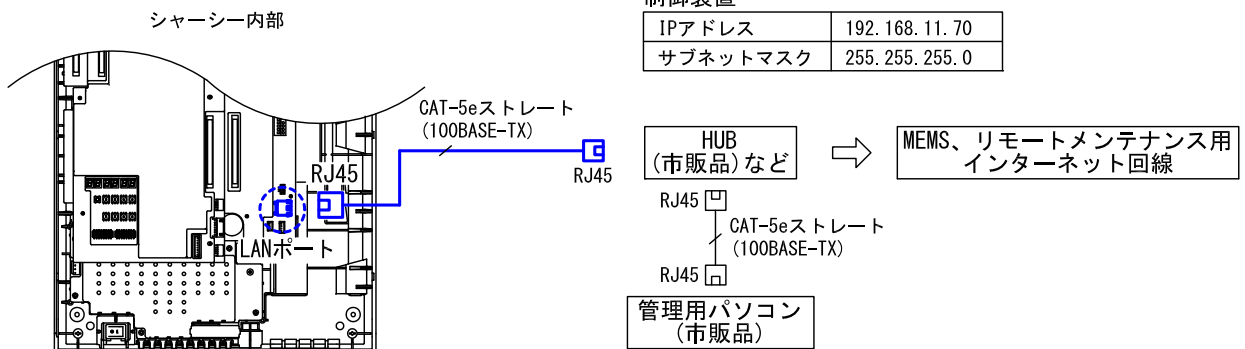 シャーシー内部
IPアドレス 192.168.11.70
サブネットマスク 255.255.255.0
CAT-5eストレート
(100BASE-TX)
RJ45
RJ45
LANポート
HUB
(市販品)など
MEMS、リモートメンテナンス用
インターネット回線
RJ45
CAT-5eストレート
(100BASE-TX)
RJ45
管理用パソコン
(市販品)